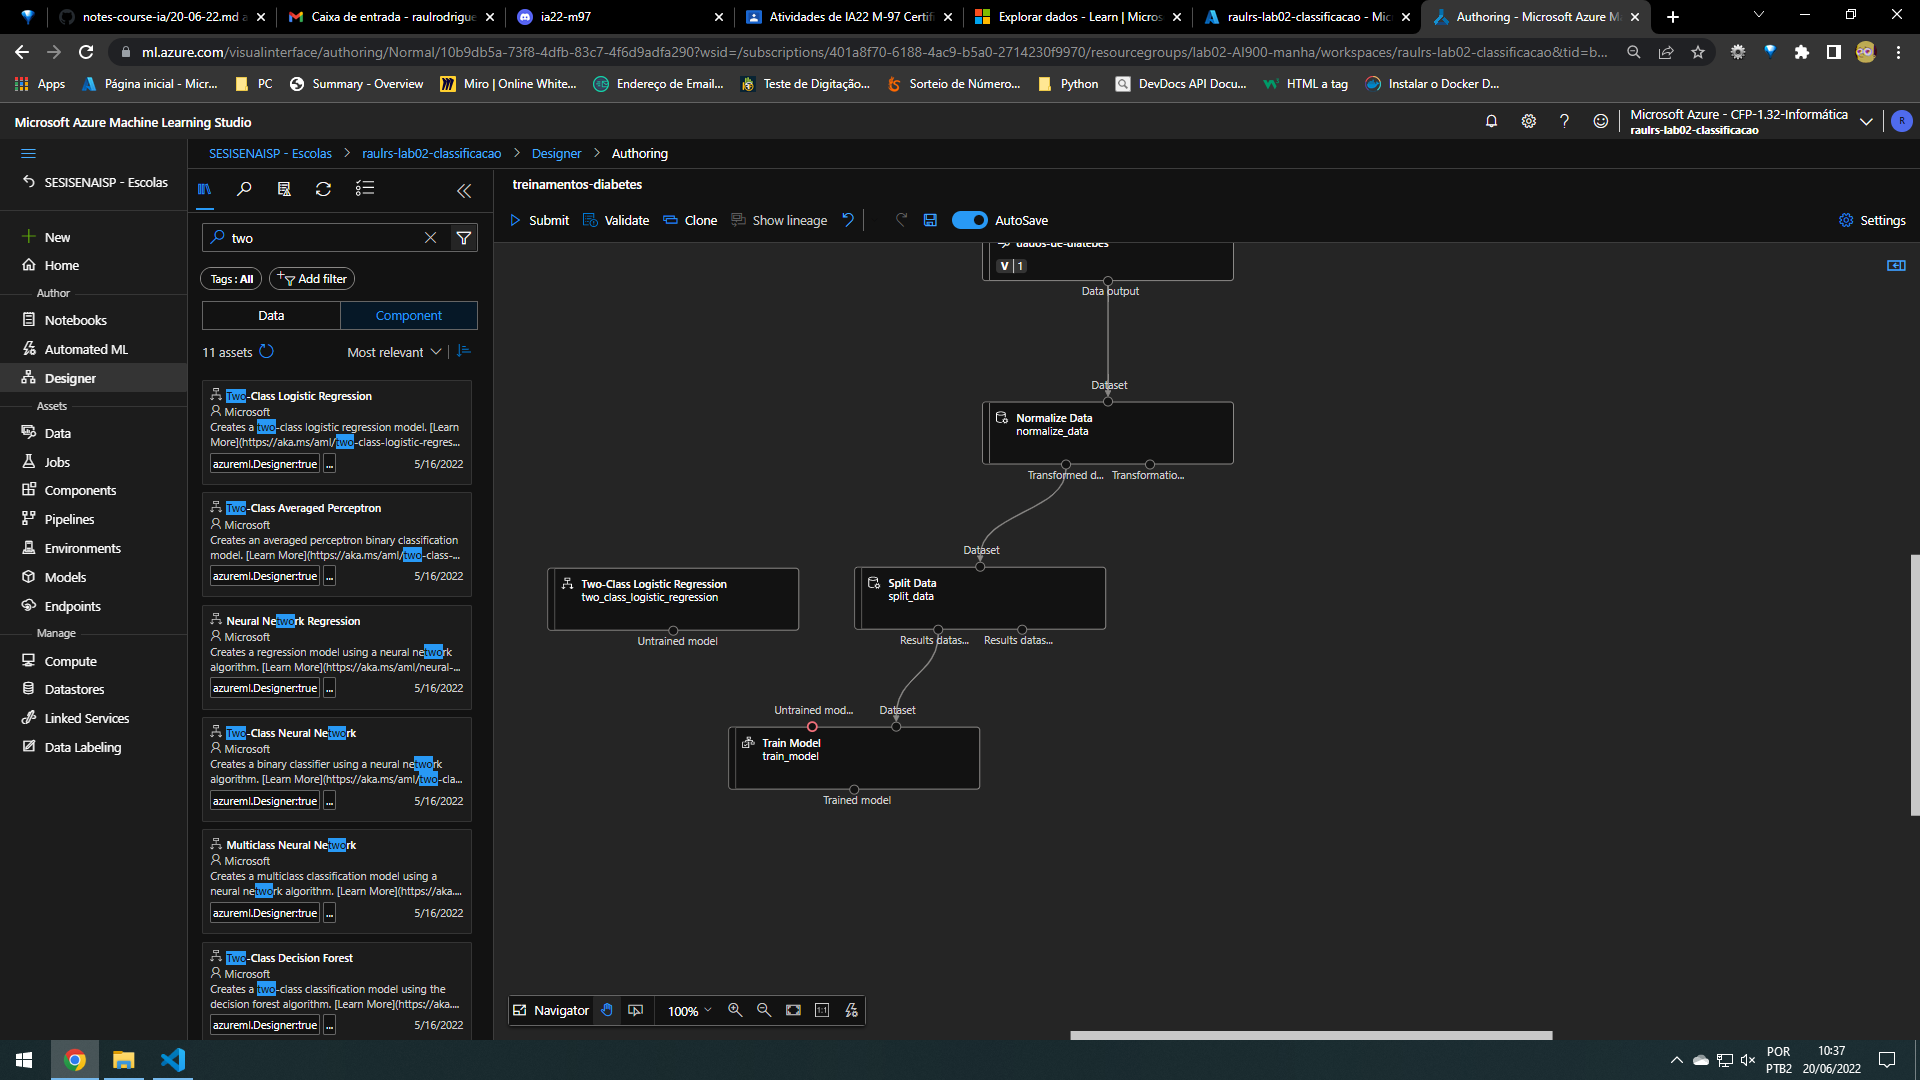 notes-course-ia/20-06-22.md a
Caixa de entrada - raulrodrigue
ia22-m97
Atividades de IA22 M-97 Certifi
Explorar dados - Learn | Micros
raulrs-lab02-classificacao - Mic
Authoring - Microsoft Azure Ma
ml.azure.com/visualinterface/authoring/Normal/10b9db5a-73f8-4dfb-83c7-4f6d9adfa290?wsid=/subscriptions/401a8f70-6188-4ac9-b5a0-2714230f9970/resourcegroups/lab02-AI900-manha/workspaces/raulrs-lab02-classificacao&tid=b...
Apps
Página inicial - Micr...
PC
Summary - Overview
Miro | Online White...
Endereço de Email...
Teste de Digitação...
Sorteio de Número...
Python
DevDocs API Docu...
HTML a tag
Instalar o Docker D...
Microsoft Azure Machine Learning Studio
Microsoft Azure - CFP-1.32-Informática
raulrs-lab02-classificacao
R
SESISENAISP - Escolas > raulrs-lab02-classificacao > Designer > Authoring
SESISENAISP - Escolas
New
Home
Author
Notebooks
Automated ML
Designer
Assets
Data
Jobs
Components
Pipelines
Environments
Models
Endpoints
Manage
Compute
Datastores
Linked Services
Data Labeling
two
Tags : All
Add filter
Data
Component
11 assets
Most relevant
Two-Class Logistic Regression
Microsoft
Creates a two-class logistic regression model. [Learn
More](https://aka.ms/aml/two-class-logistic-regres...
azureml.Designer:true ... 5/16/2022
Two-Class Averaged Perceptron
Microsoft
Creates an averaged perceptron binary classification
model. [Learn More](https://aka.ms/aml/two-class-...
azureml.Designer:true ... 5/16/2022
Neural Network Regression
Microsoft
Creates a regression model using a neural network
algorithm. [Learn More](https://aka.ms/aml/neural-...
azureml.Designer:true ... 5/16/2022
Two-Class Neural Network
Microsoft
Creates a binary classifier using a neural network
algorithm. [Learn More](https://aka.ms/aml/two-cla...
azureml.Designer:true ... 5/16/2022
Multiclass Neural Network
Microsoft
Creates a multiclass classification model using a
neural network algorithm. [Learn More](https://aka....
azureml.Designer:true ... 5/16/2022
Two-Class Decision Forest
Microsoft
Creates a two-class classification model using the
decision forest algorithm. [Learn More](https://aka....
azureml.Designer:true ... 5/16/2022
treinamentos-diabetes
Submit
Validate
Clone
Show lineage
AutoSave
Settings
dados-de-diatebes
V | 1
Data output
Dataset
Normalize Data
normalize_data
Transformed d... Transformatio...
Dataset
Two-Class Logistic Regression
two_class_logistic_regression
Untrained model
Split Data
split_data
Results datas... Results datas...
Untrained mod... Dataset
Train Model
train_model
Trained model
Navigator
100%
1:1
POR
PTB2
10:37
20/06/2022